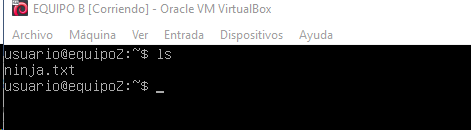 EQUIPO B [Corriendo] - Oracle VM VirtualBox
Archivo Máquina Ver Entrada Dispositivos Ayuda
usuario@equipoZ:~$ ls
ninja.txt
usuario@equipoZ:~$ _